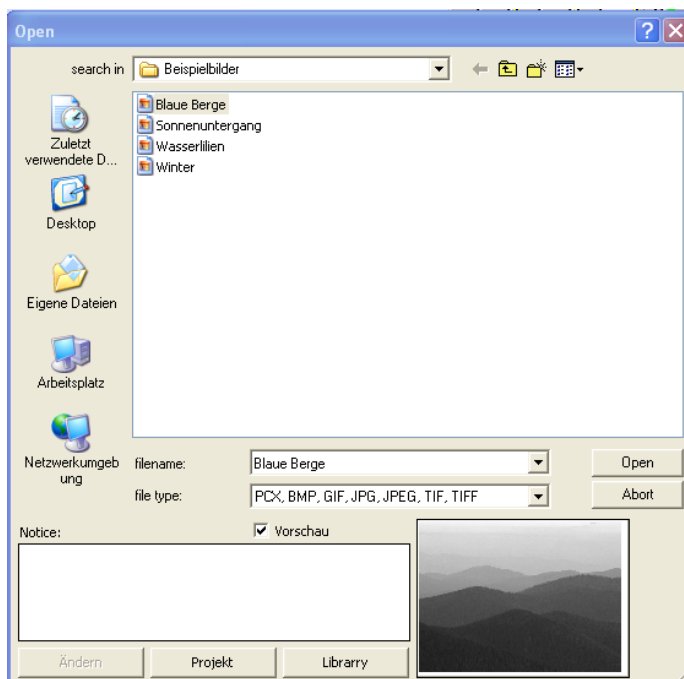 Open
search in
Beispielbilder
Zuletzt
verwendete D...
Desktop
Eigene Dateien
Arbeitsplatz
Netzwerkumgeb
ung
Blaue Berge
Sonnenuntergang
Wasserlilien
Winter
filename:
Blaue Berge
Open
file type:
PCX, BMP, GIF, JPG, JPEG, TIF, TIFF
Abort
Notice:
Vorschau
Ändern
Projekt
Librarry